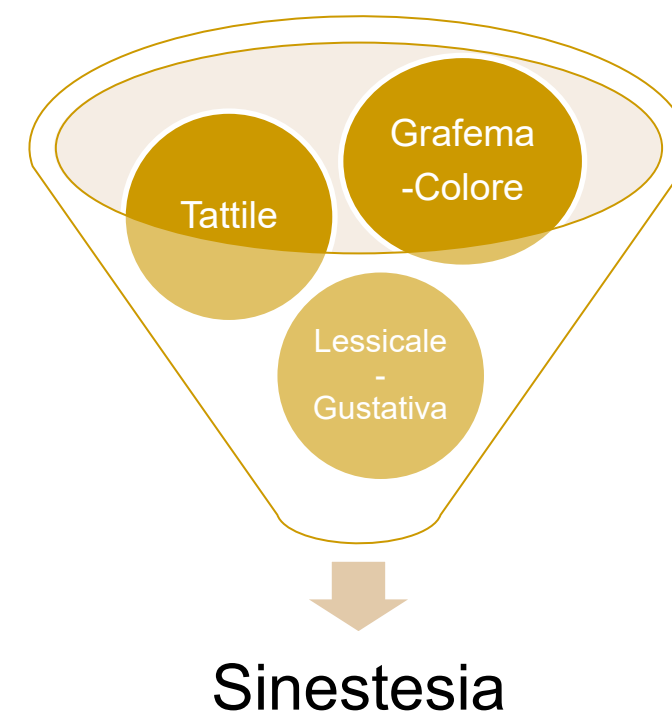 Grafema
-Colore
Tattile
Lessicale
-
Gustativa
Sinestesia